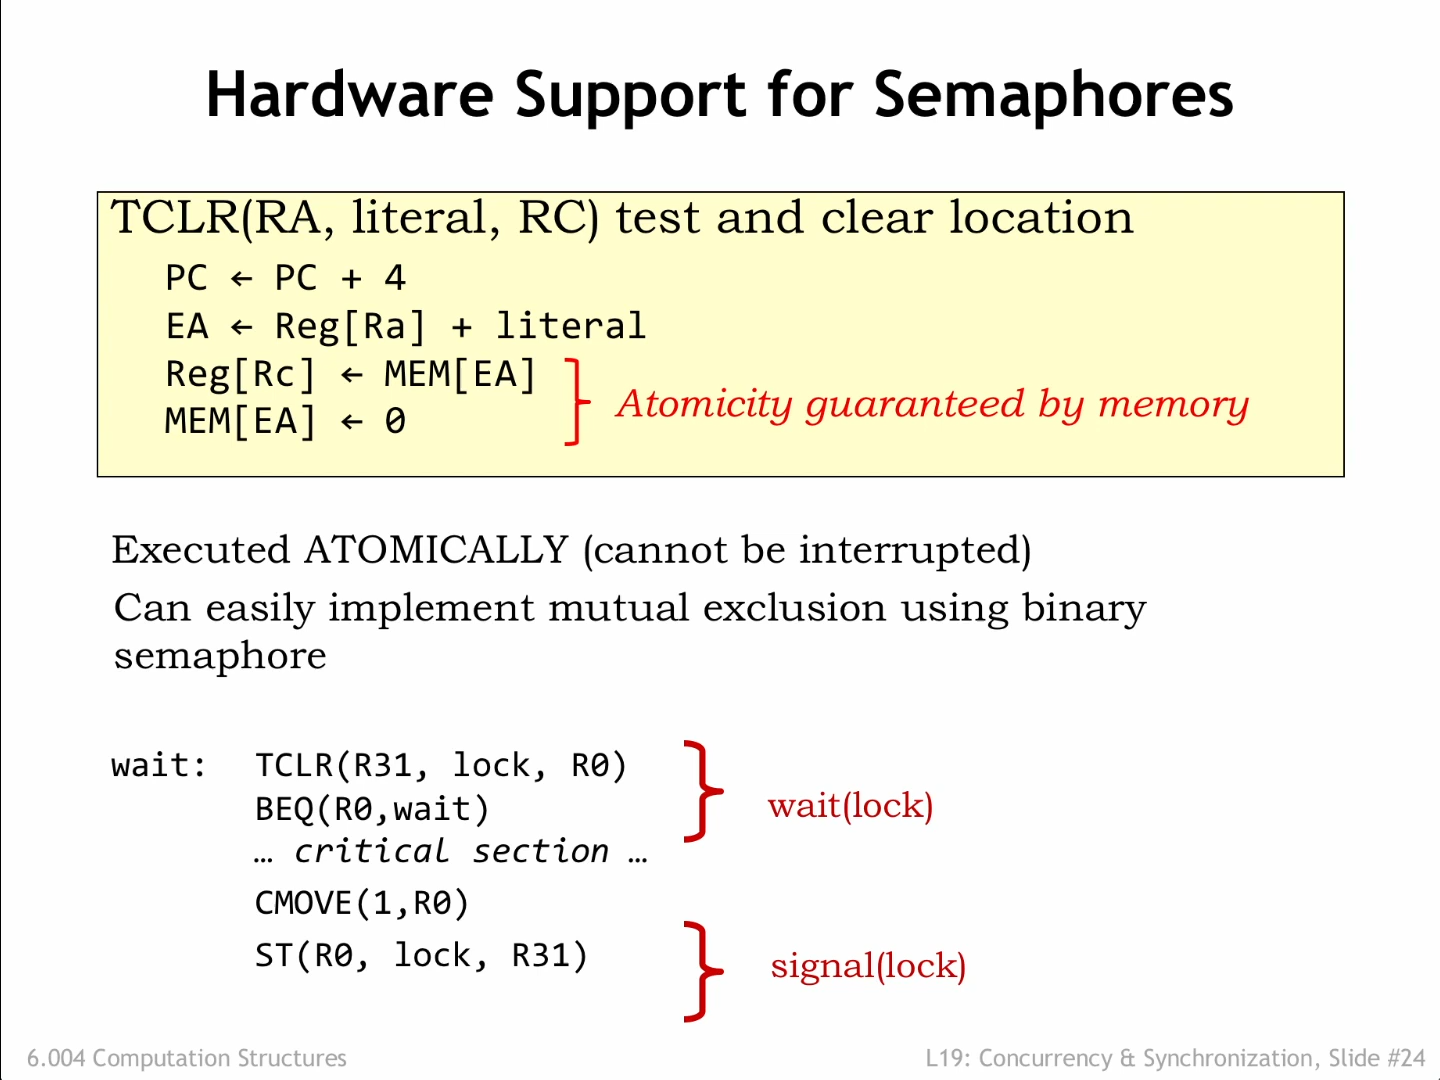 Hardware Support for Semaphores
TCLR(RA, literal, RC) test and clear location
PC ← PC + 4
EA ← Reg[Ra] + literal
Reg[Rc] ← MEM[EA]
MEM[EA] ← 0
Atomicity guaranteed by memory
Executed ATOMICALLY (cannot be interrupted)
Can easily implement mutual exclusion using binary
semaphore
wait: TCLR(R31, lock, R0)
BEQ(R0,wait)
wait(lock)
… critical section …
CMOVE(1,R0)
ST(R0, lock, R31)
signal(lock)
6.004 Computation Structures
L19: Concurrency & Synchronization, Slide #24